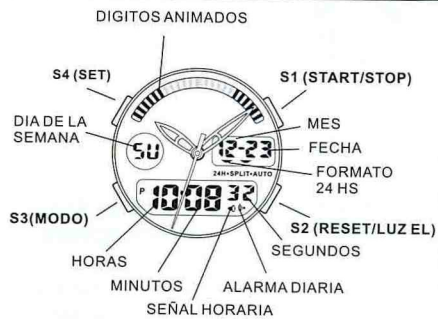 DIGITOS ANIMADOS
S4 (SET)
S1 (START/STOP)
DIA DE LA
SEMANA
MES
FECHA
FORMATO
24 HS
SU
12-23
24H•SPLIT•AUTO
P 10:08 32
S3(MODO)
S2 (RESET/LUZ EL)
HORAS
SEGUNDOS
MINUTOS
ALARMA DIARIA
SEÑAL HORARIA